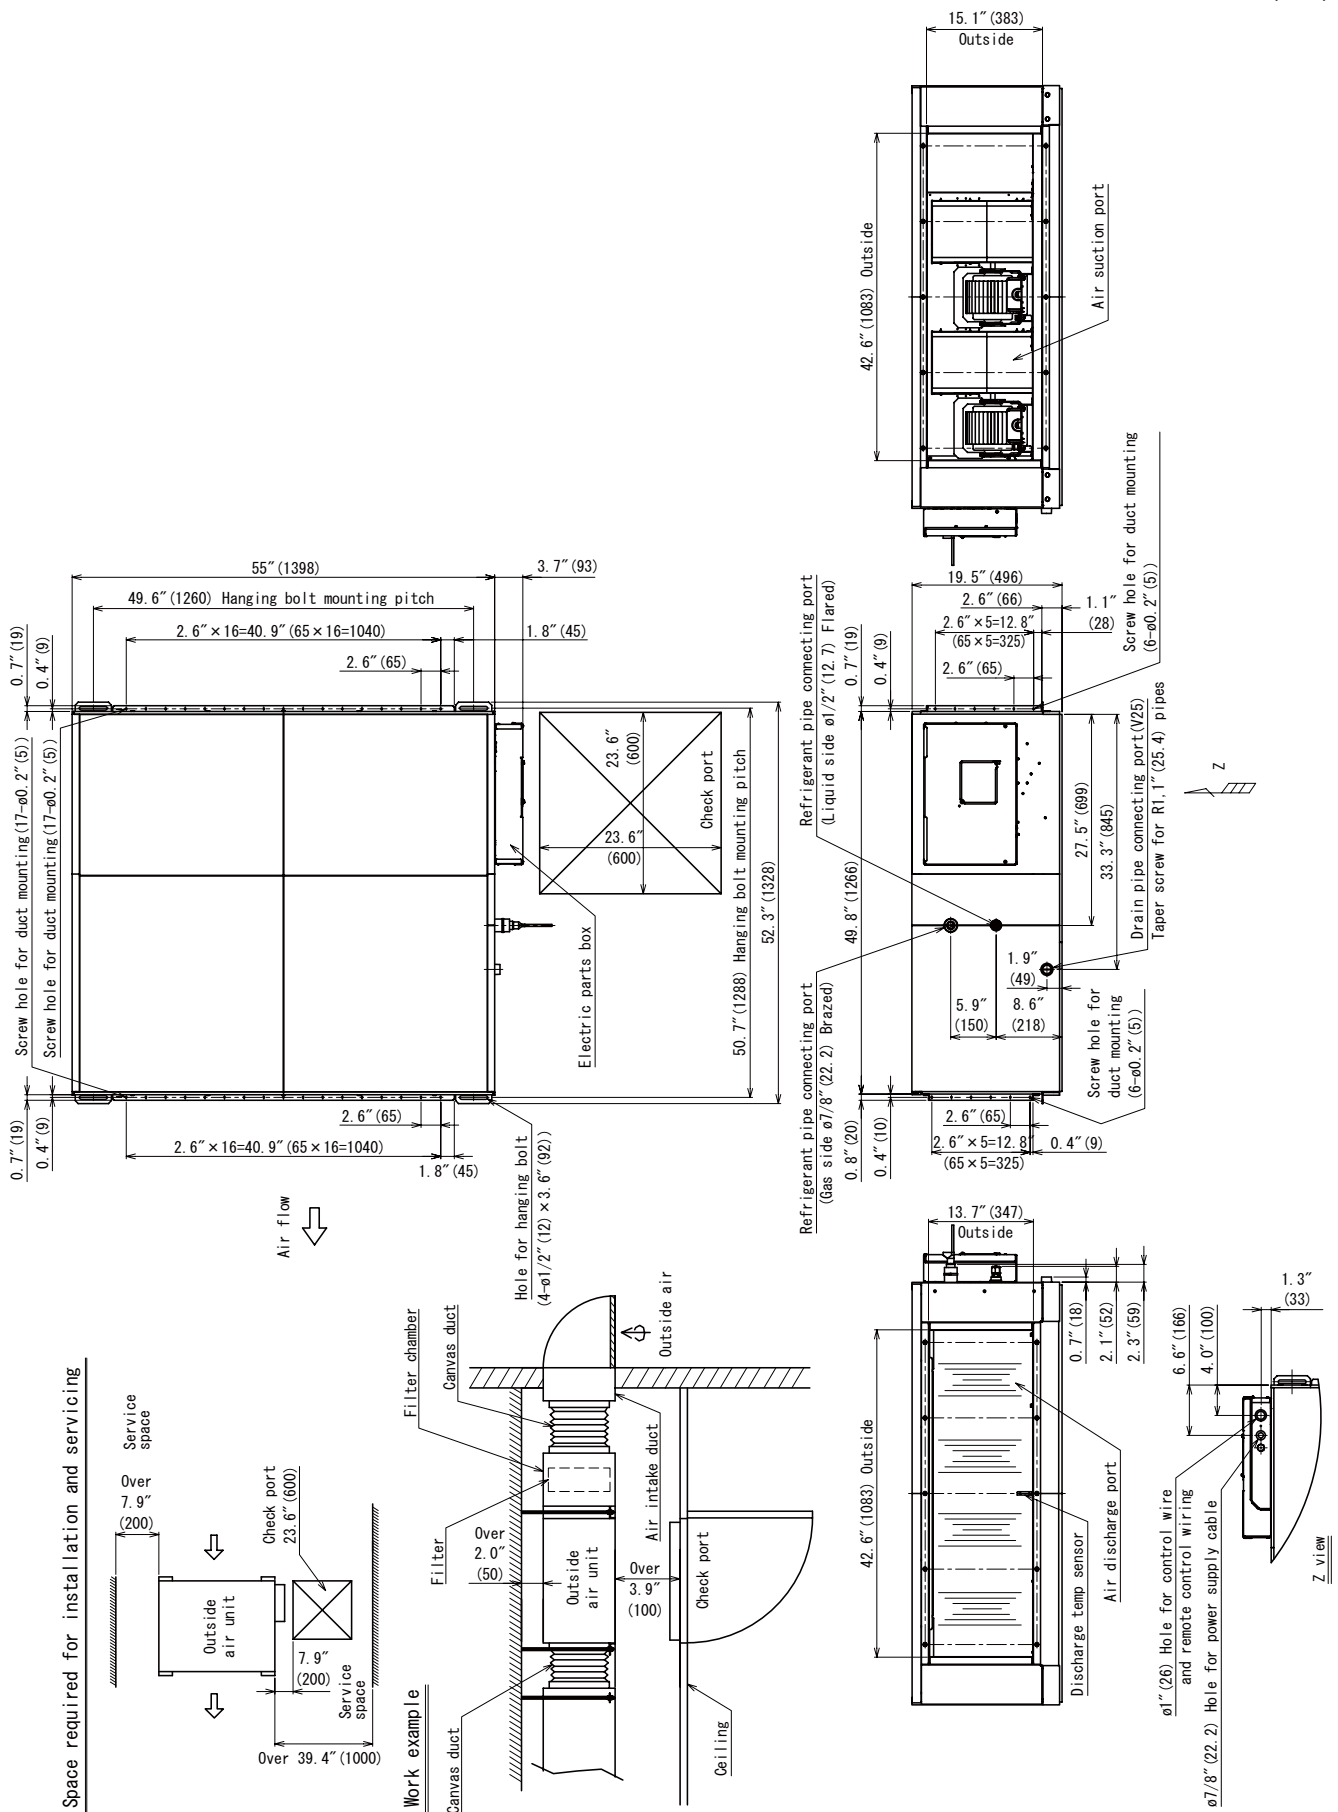 15.1″(383)
Outside
42.6″(1083) Outside
Air suction port
55″(1398)
3.7″(93)
49.6″(1260) Hanging bolt mounting pitch
2.6″×16=40.9″(65×16=1040)
1.8″(45)
2.6″(65)
0.7″(19)
0.4″(9)
Screw hole for duct mounting(17-ø0.2″(5))
Screw hole for duct mounting(17-ø0.2″(5))
23.6″
(600)
23.6″
(600)
Check port
50.7″(1288) Hanging bolt mounting pitch
52.3″(1328)
Electric parts box
0.7″(19)
0.4″(9)
2.6″(65)
2.6″×16=40.9″(65×16=1040)
1.8″(45)
Hole for hanging bolt
(4-ø1/2″(12)×3.6″(92))
Air flow
19.5″(496)
2.6″(66)
1.1″
(28)
2.6″×5=12.8″
(65×5=325)
2.6″(65)
0.7″(19)
0.4″(9)
Screw hole for duct mounting
(6-ø0.2″(5))
Refrigerant pipe connecting port
(Liquid side ø1/2″(12.7) Flared)
49.8″(1266)
27.5″(699)
33.3″(845)
Drain pipe connecting port(V25)
Taper screw for R1,1″(25.4) pipes
Z
1.9″
(49)
5.9″
(150)
8.6″
(218)
Refrigerant pipe connecting port
(Gas side ø7/8″(22.2) Brazed)
Screw hole for
duct mounting
(6-ø0.2″(5))
0.8″(20)
0.4″(10)
2.6″(65)
2.6″×5=12.8″
(65×5=325)
0.4″(9)
13.7″(347)
Outside
0.7″(18)
2.1″(52)
2.3″(59)
42.6″(1083) Outside
Discharge temp sensor
Air discharge port
6.6″(166)
4.0″(100)
1.3″
(33)
ø1″(26) Hole for control wire
and remote control wiring
ø7/8″(22.2) Hole for power supply cable
Z view
Space required for installation and servicing
Service
space
Over
7.9″
(200)
Check port
23.6″(600)
Outside
air unit
7.9″
(200)
Service
space
Over 39.4″(1000)
Work example
Filter chamber
Canvas duct
Outside air
Filter
Over
2.0″
(50)
Outside
air unit
Air intake duct
Over
3.9″
(100)
Check port
Canvas duct
Ceiling